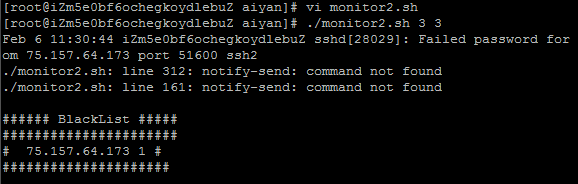 [root@iZm5e0bf6ochegkoydlebuZ aiyan]# vi monitor2.sh
[root@iZm5e0bf6ochegkoydlebuZ aiyan]# ./monitor2.sh 3 3
Feb 6 11:30:44 iZm5e0bf6ochegkoydlebuZ sshd[28029]: Failed password for
om 75.157.64.173 port 51600 ssh2
./monitor2.sh: line 312: notify-send: command not found
./monitor2.sh: line 161: notify-send: command not found
###### BlackList #####
######################
#  75.157.64.173 1 #
#####################